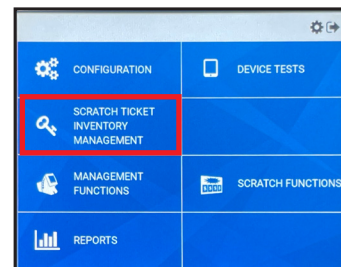 CONFIGURATION
DEVICE TESTS
SCRATCH TICKET
INVENTORY
MANAGEMENT
MANAGEMENT
FUNCTIONS
SCRATCH FUNCTIONS
REPORTS